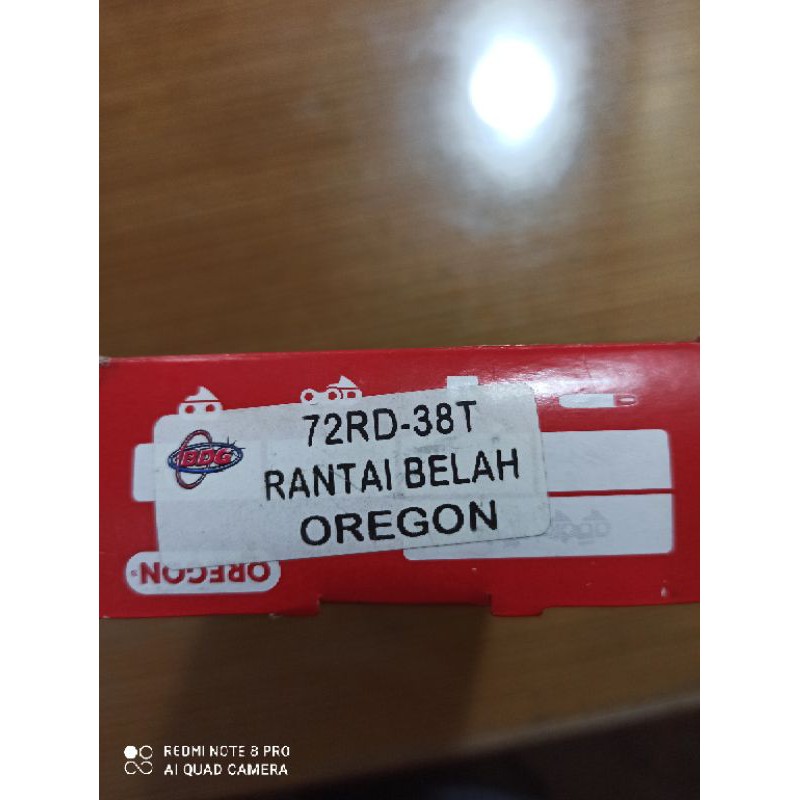 72RD-38T
BDG
RANTAI BELAH
OREGON
OREGON
REDMI NOTE 8 PRO
AI QUAD CAMERA